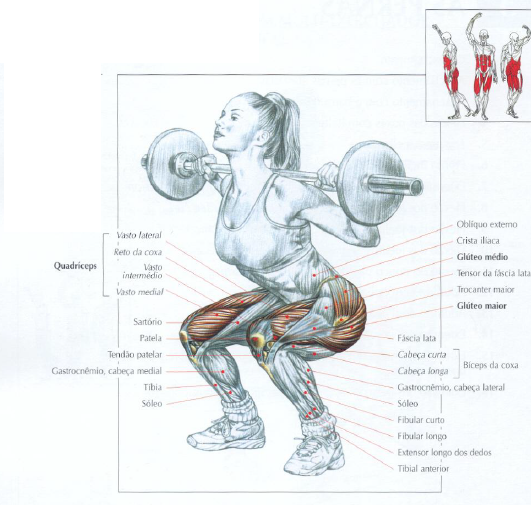 Quadríceps
Vasto lateral
Reto da coxa
Vasto
intermédio
Vasto medial
Sartório
Patela
Tendão patelar
Gastrocnêmio, cabeça medial
Tíbia
Sóleo
Oblíquo externo
Crista ilíaca
Glúteo médio
Tensor da fáscia lata
Trocanter maior
Glúteo maior
Fáscia lata
Cabeça curta
Cabeça longa
Bíceps da coxa
Gastrocnêmio, cabeça lateral
Sóleo
Fibular curto
Fibular longo
Extensor longo dos dedos
Tibial anterior